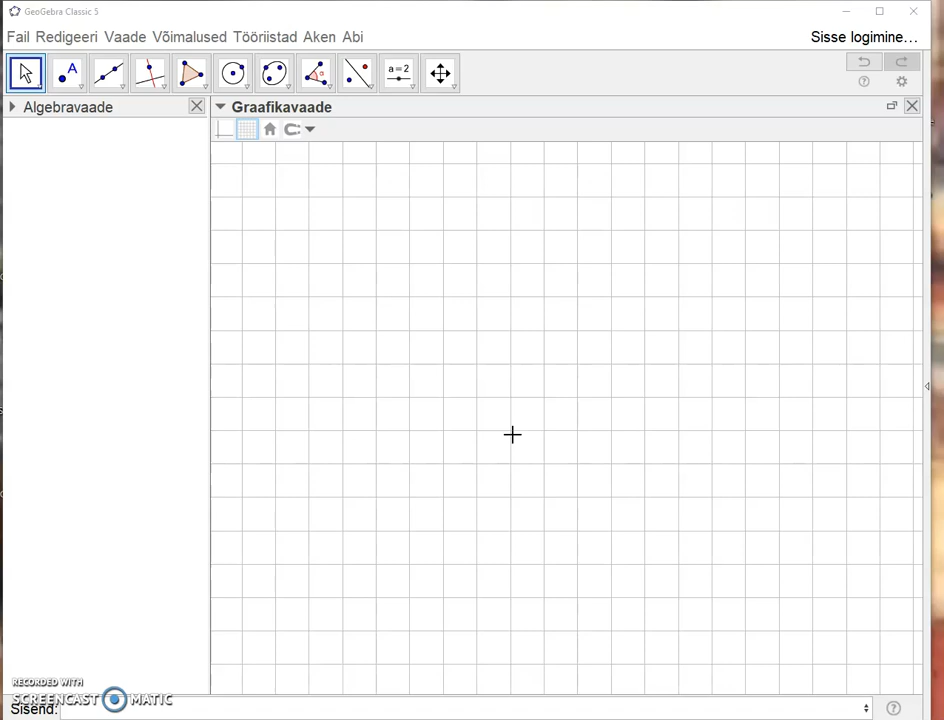 GeoGebra Classic 5
Fail Redigeeri Vaade Võimalused Tööriistad Aken Abi
Sisse logimine...
A
α
a=2
Algebravaade
Graafikavaade
RECORDED WITH
SCREENCAST MATIC
Sisend: